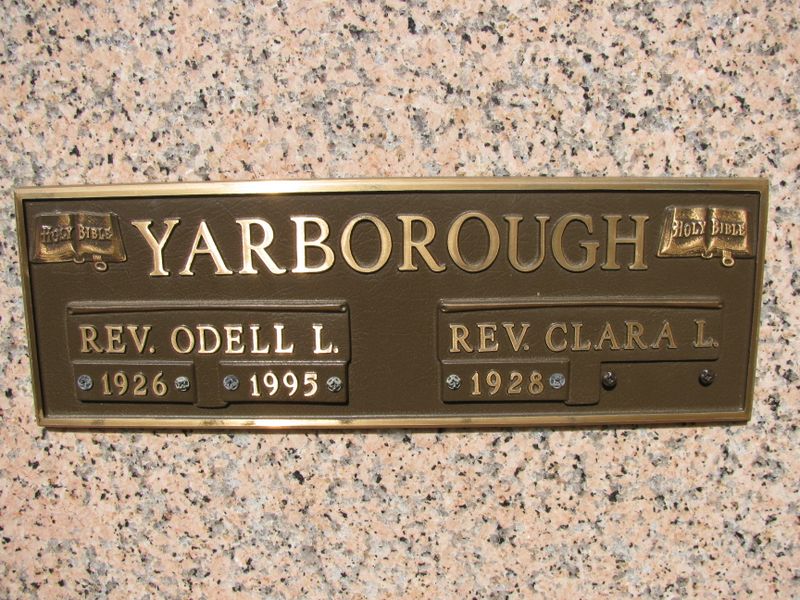 HOLY BIBLE YARBOROUGH HOLY BIBLE
REV. ODELL L. REV. CLARA L.
1926 1995 1928